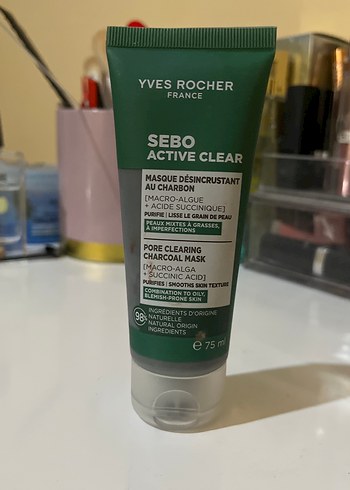 YVES ROCHER
FRANCE
SEBO
ACTIVE CLEAR
MASQUE DÉSINCRUSTANT
AU CHARBON
[MACRO-ALGUE
+ ACIDE SUCCINIQUE]
PURIFIE | LISSE LE GRAIN DE PEAU
PEAUX MIXTES À GRASSES,
À IMPERFECTIONS
PORE CLEARING
CHARCOAL MASK
[MACRO-ALGA
+ SUCCINIC ACID]
PURIFIES | SMOOTHS SKIN TEXTURE
COMBINATION TO OILY,
BLEMISH-PRONE SKIN
98% INGRÉDIENTS D'ORIGINE
NATURELLE
NATURAL ORIGIN
INGREDIENTS
℮ 75 ml